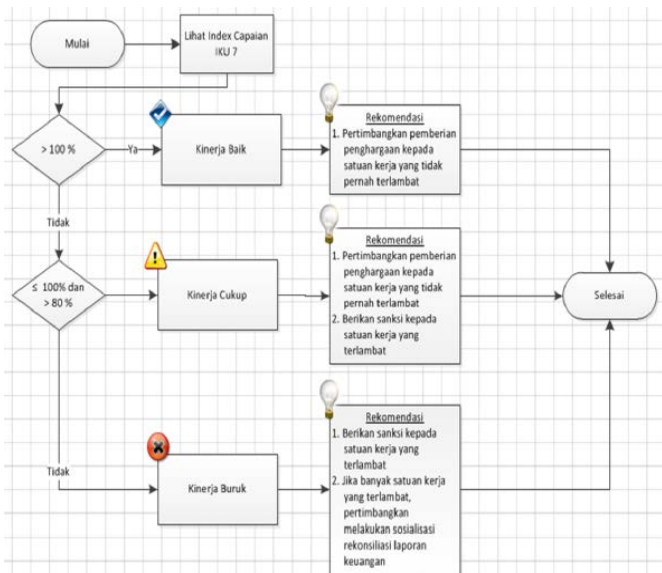 Mulai
Lihat Index Capaian
IKU 7
> 100 %
Ya
Kinerja Baik
Rekomendasi
1. Pertimbangkan pemberian
penghargaan kepada
satuan kerja yang tidak
pernah terlambat
Tidak
≤ 100% dan
> 80 %
Kinerja Cukup
Rekomendasi
1. Pertimbangkan pemberian
penghargaan kepada
satuan kerja yang tidak
pernah terlambat
2. Berikan sanksi kepada
satuan kerja yang
terlambat
Selesai
Tidak
Kinerja Buruk
Rekomendasi
1. Berikan sanksi kepada
satuan kerja yang
terlambat
2. Jika banyak satuan kerja
yang terlambat,
pertimbangkan
melakukan sosialisasi
rekonsiliasi laporan
keuangan